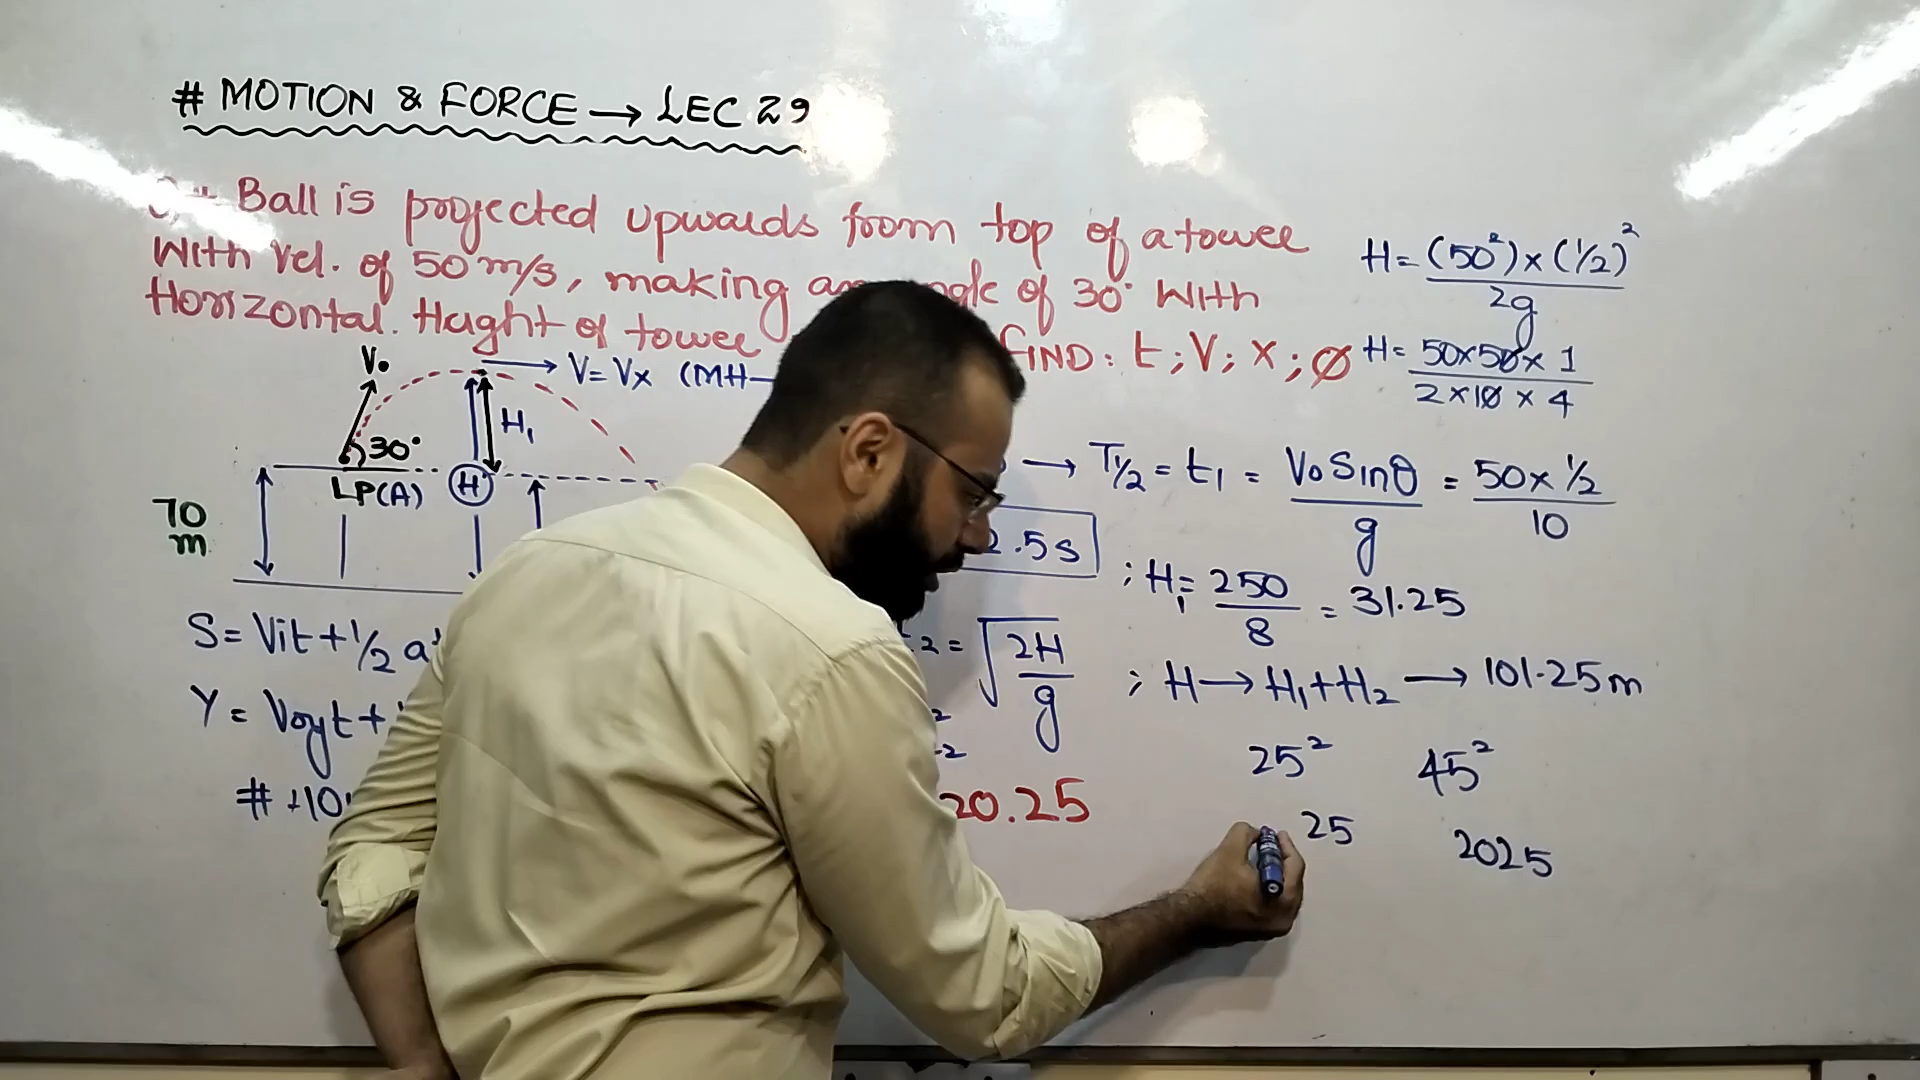 # MOTION & FORCE → LEC 29
Ball is projected upwards from top of a tower
With Vel. of 50 m/s, making an angle of 30° With
Horizontal. Height of tower FIND: t ; V ; X ; Ø
V₀
V = Vx (MH
H₁
30°
LP(A)
H
70
m
S = Vit + 1/2 a
Y = Voyt +
# +10
H = (50²) × (1/2)²
2g
H = 50×50× 1
2 × 10 × 4
→ T1/2 = t₁ = V₀ Sinθ / g = 50 × 1/2 / 10
2.5s
; H₁ = 250 / 8 = 31.25
2 = √2H/g
; H → H₁ + H₂ → 101.25 m
20.25
25² 45²
25 2025